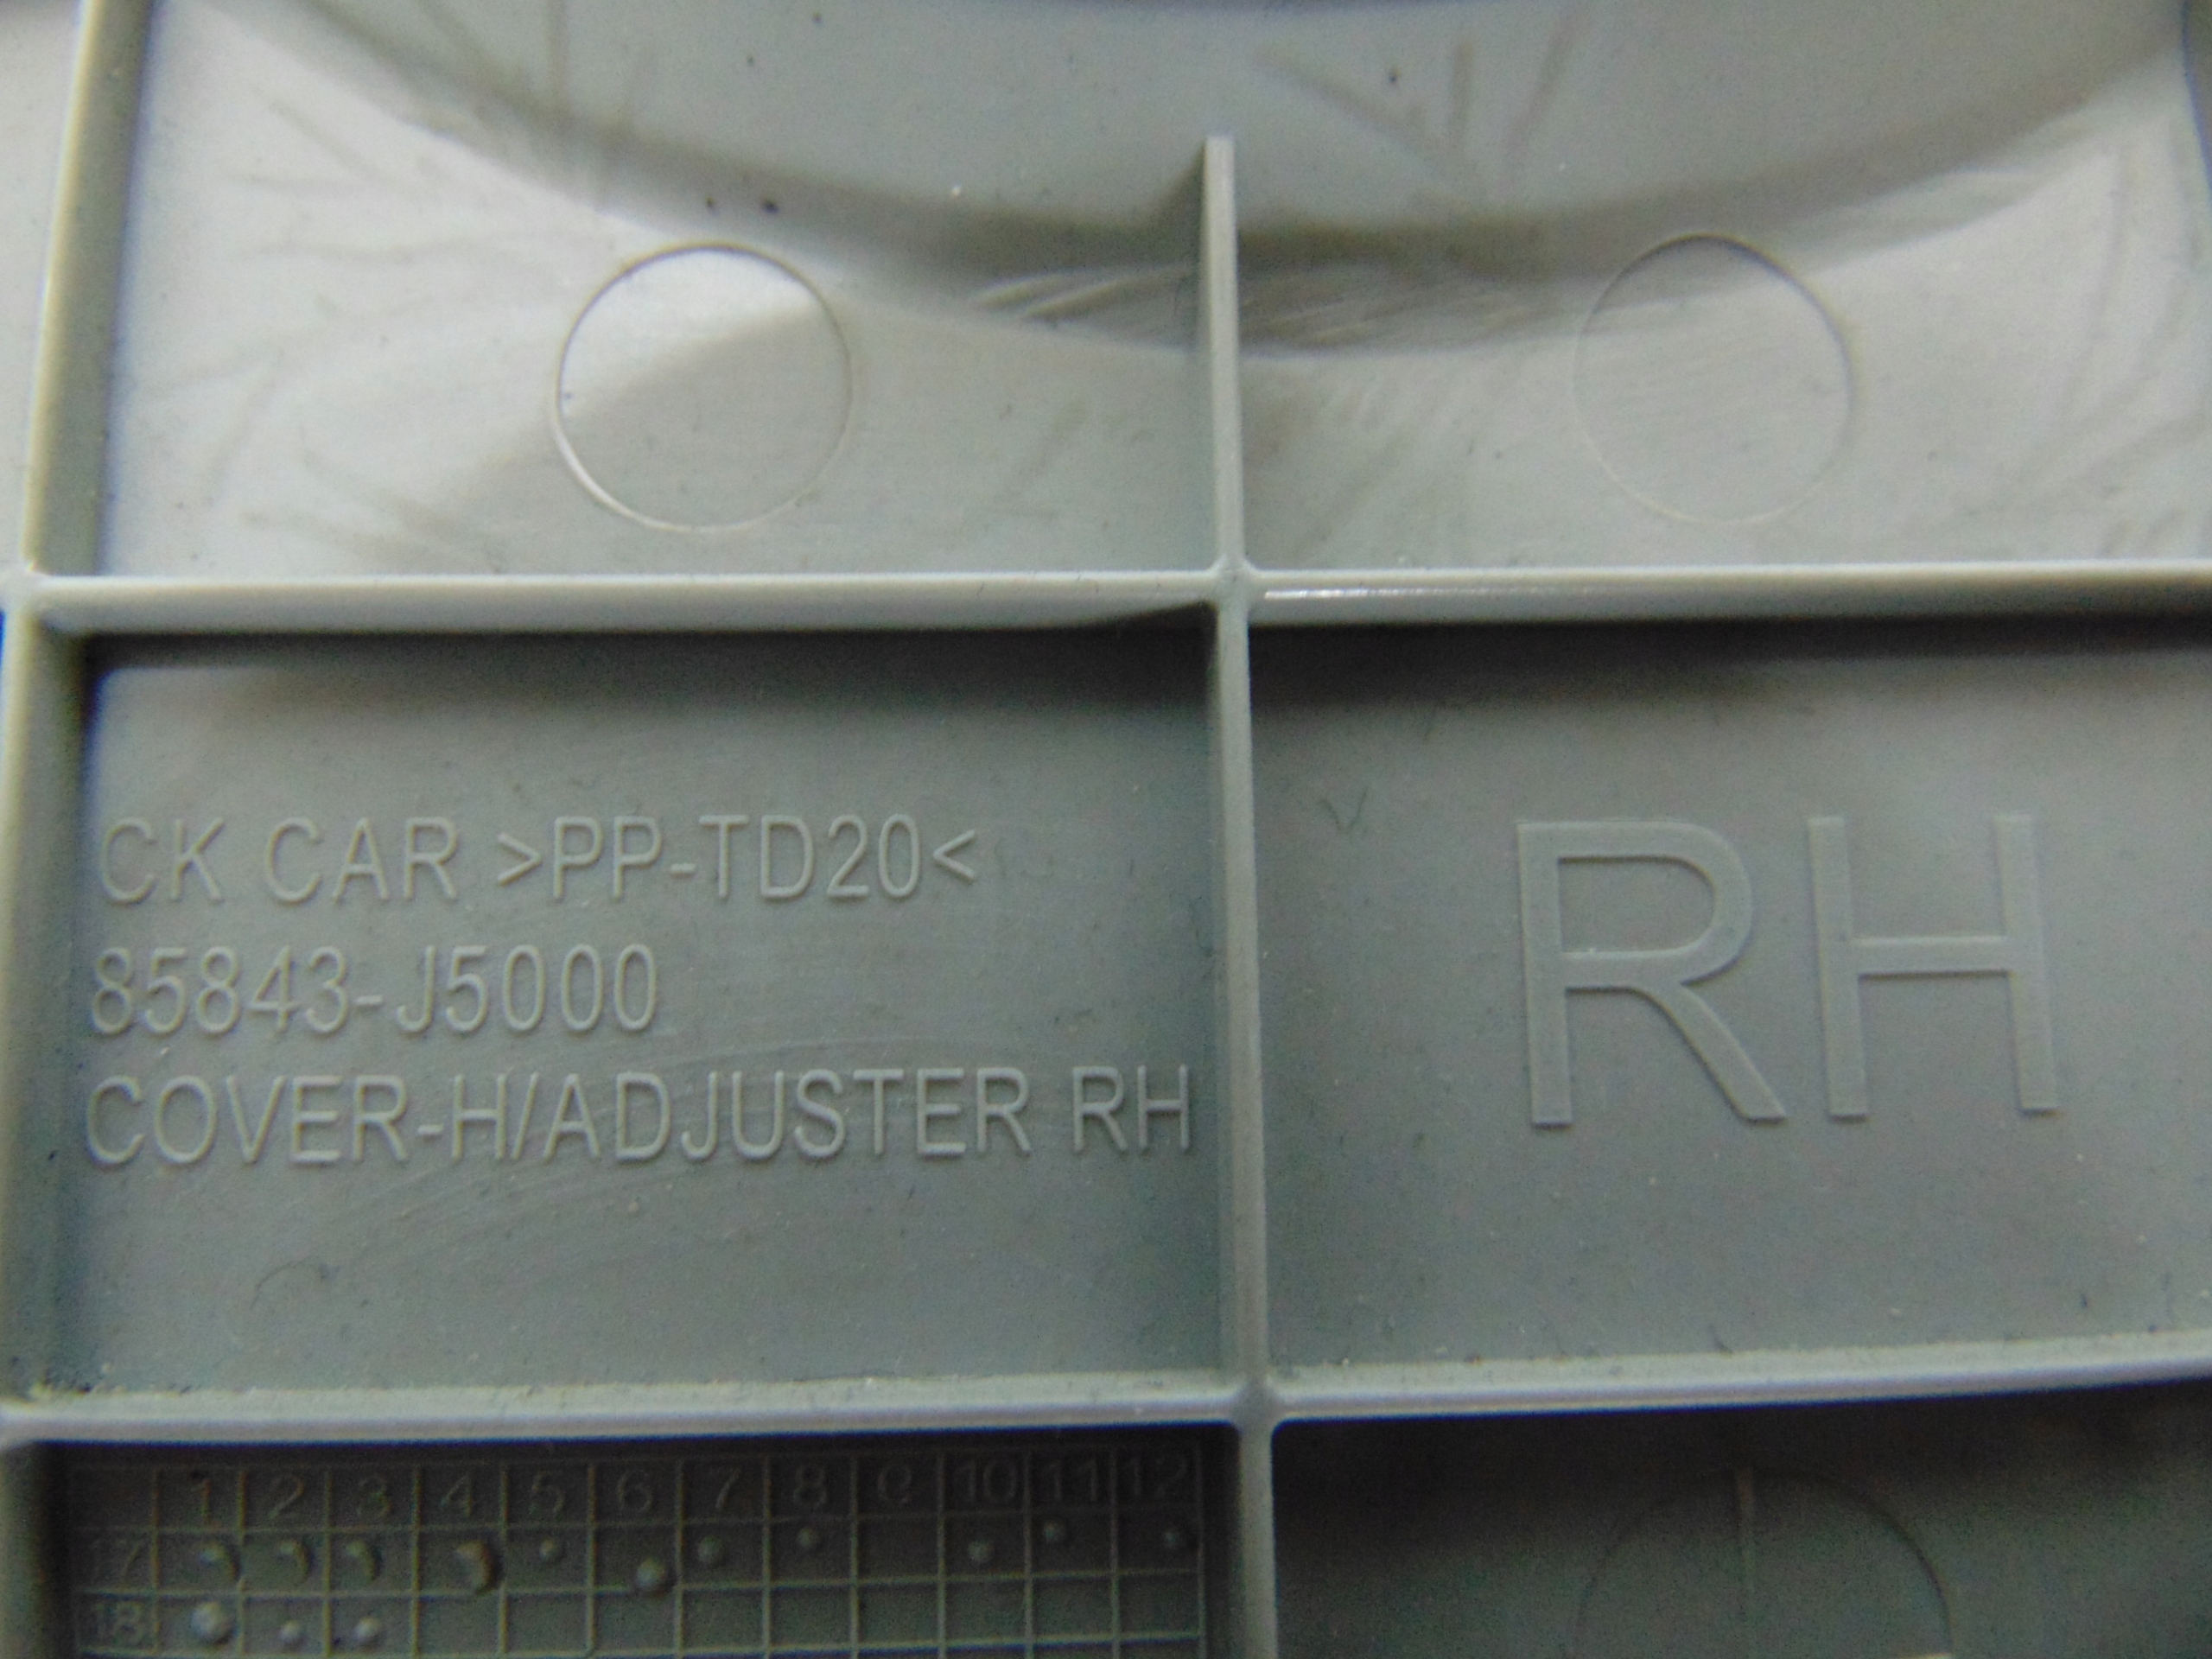 CK CAR >PP-TD20<
85843-J5000
COVER-H/ADJUSTER RH
RH
1 2 3 4 5 6 7 8 9 10 11 12
17
18